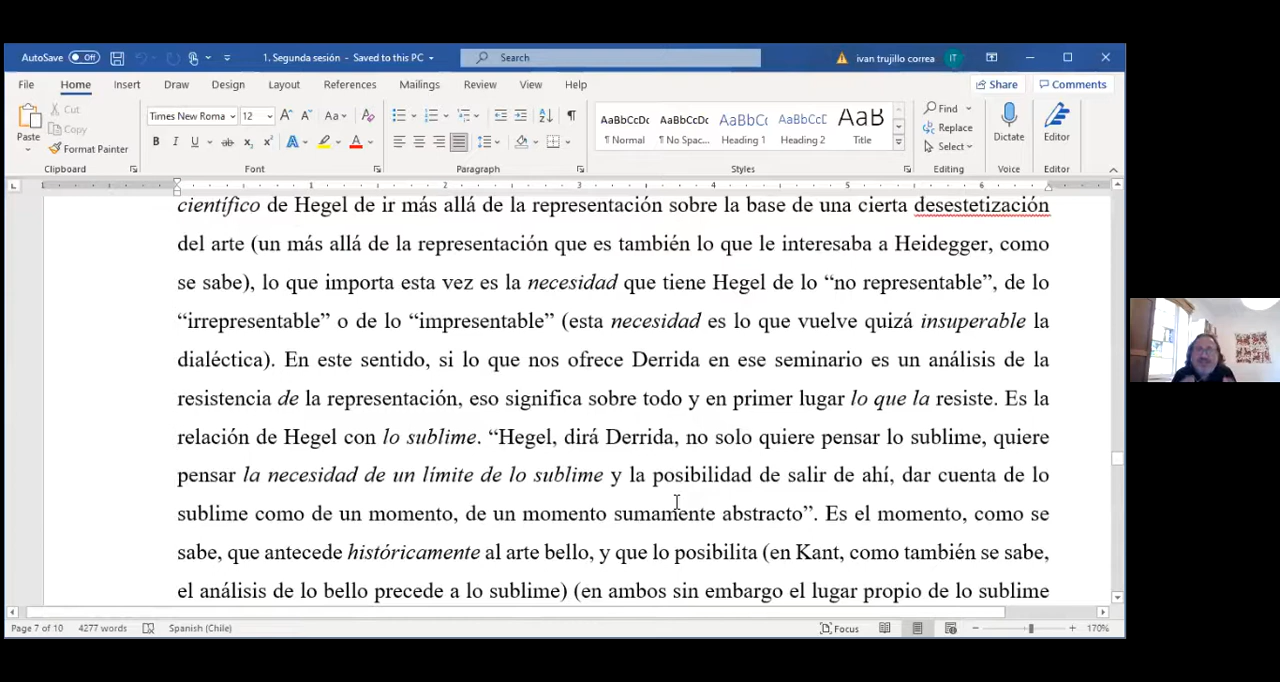 AutoSave Off 1. Segunda sesión - Saved to this PC Search ivan trujillo correa IT
File Home Insert Draw Design Layout References Mailings Review View Help Share Comments
Paste Cut Copy Format Painter
Times New Roma 12 Aa
B I U ab x₂ x² A A
AaBbCcDc AaBbCcDc AaBbCc AaBbCcD AaB
¶ Normal ¶ No Spac... Heading 1 Heading 2 Title
Find Replace Select
Dictate Editor
Clipboard Font Paragraph Styles Editing Voice Editor
1 1 2 3 4 5 6
científico de Hegel de ir más allá de la representación sobre la base de una cierta desestetización
del arte (un más allá de la representación que es también lo que le interesaba a Heidegger, como
se sabe), lo que importa esta vez es la necesidad que tiene Hegel de lo “no representable”, de lo
“irrepresentable” o de lo “impresentable” (esta necesidad es lo que vuelve quizá insuperable la
dialéctica). En este sentido, si lo que nos ofrece Derrida en ese seminario es un análisis de la
resistencia de la representación, eso significa sobre todo y en primer lugar lo que la resiste. Es la
relación de Hegel con lo sublime. “Hegel, dirá Derrida, no solo quiere pensar lo sublime, quiere
pensar la necesidad de un límite de lo sublime y la posibilidad de salir de ahí, dar cuenta de lo
sublime como de un momento, de un momento sumamente abstracto”. Es el momento, como se
sabe, que antecede históricamente al arte bello, y que lo posibilita (en Kant, como también se sabe,
el análisis de lo bello precede a lo sublime) (en ambos sin embargo el lugar propio de lo sublime
Page 7 of 10 4277 words Spanish (Chile) Focus 170%